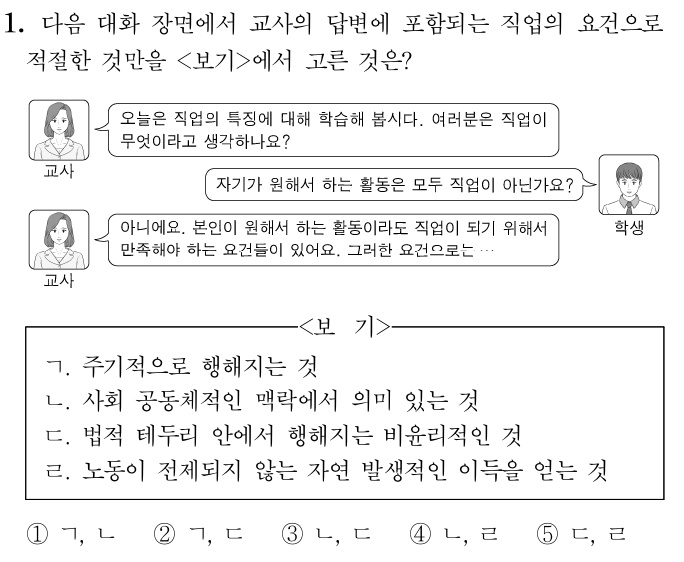 1. 다음 대화 장면에서 교사의 답변에 포함되는 직업의 요건으로
적절한 것만을 <보기>에서 고른 것은?
오늘은 직업의 특징에 대해 학습해 봅시다. 여러분은 직업이
무엇이라고 생각하나요?
교사
자기가 원해서 하는 활동은 모두 직업이 아닌가요?
학생
아니에요. 본인이 원해서 하는 활동이라도 직업이 되기 위해서
만족해야 하는 요건들이 있어요. 그러한 요건으로는 …
교사
<보 기>
ㄱ. 주기적으로 행해지는 것
ㄴ. 사회 공동체적인 맥락에서 의미 있는 것
ㄷ. 법적 테두리 안에서 행해지는 비윤리적인 것
ㄹ. 노동이 전제되지 않는 자연 발생적인 이득을 얻는 것
① ㄱ, ㄴ ② ㄱ, ㄷ ③ ㄴ, ㄷ ④ ㄴ, ㄹ ⑤ ㄷ, ㄹ